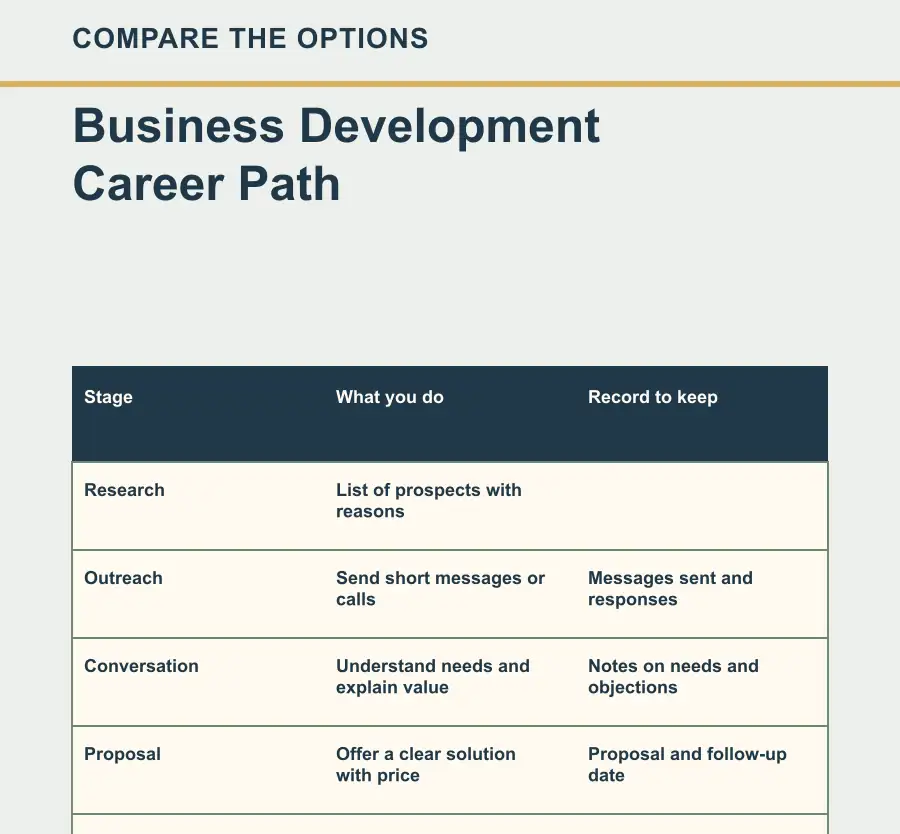 COMPARE THE OPTIONS
Business Development
Career Path
Stage What you do Record to keep
Research List of prospects with
reasons
Outreach Send short messages or Messages sent and
calls responses
Conversation Understand needs and Notes on needs and
explain value objections
Proposal Offer a clear solution Proposal and follow-up
with price date